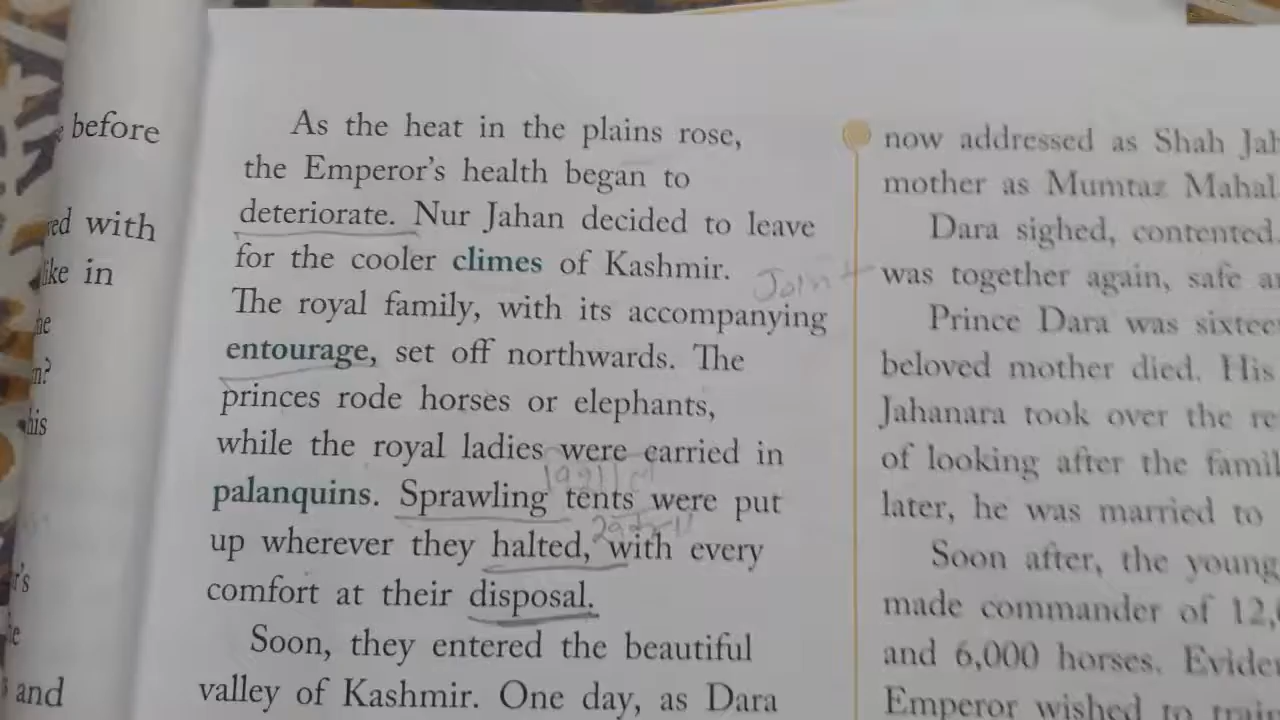 before
with
in
his
and
As the heat in the plains rose,
the Emperor's health began to
deteriorate. Nur Jahan decided to leave
for the cooler climes of Kashmir.
The royal family, with its accompanying
entourage, set off northwards. The
princes rode horses or elephants,
while the royal ladies were carried in
palanquins. Sprawling tents were put
up wherever they halted, with every
comfort at their disposal.
Soon, they entered the beautiful
valley of Kashmir. One day, as Dara
Join
now addressed as Shah Jah
mother as Mumtaz Mahal
Dara sighed, contented.
was together again, safe
Prince Dara was sixtee
beloved mother died. His
Jahanara took over the re
of looking after the famil
later, he was married to
Soon after, the young
made commander of 12,
and 6,000 horses. Eviden
Emperor wished to train